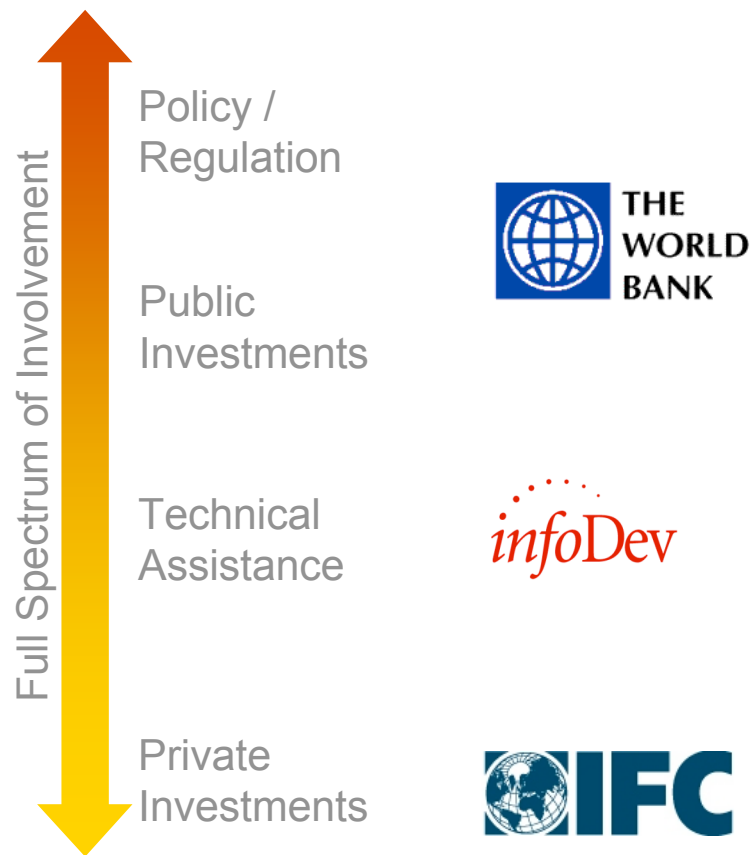 Full Spectrum of Involvement
Policy /
Regulation
THE
WORLD
BANK
Public
Investments
Technical
Assistance
infoDev
Private
Investments
IFC